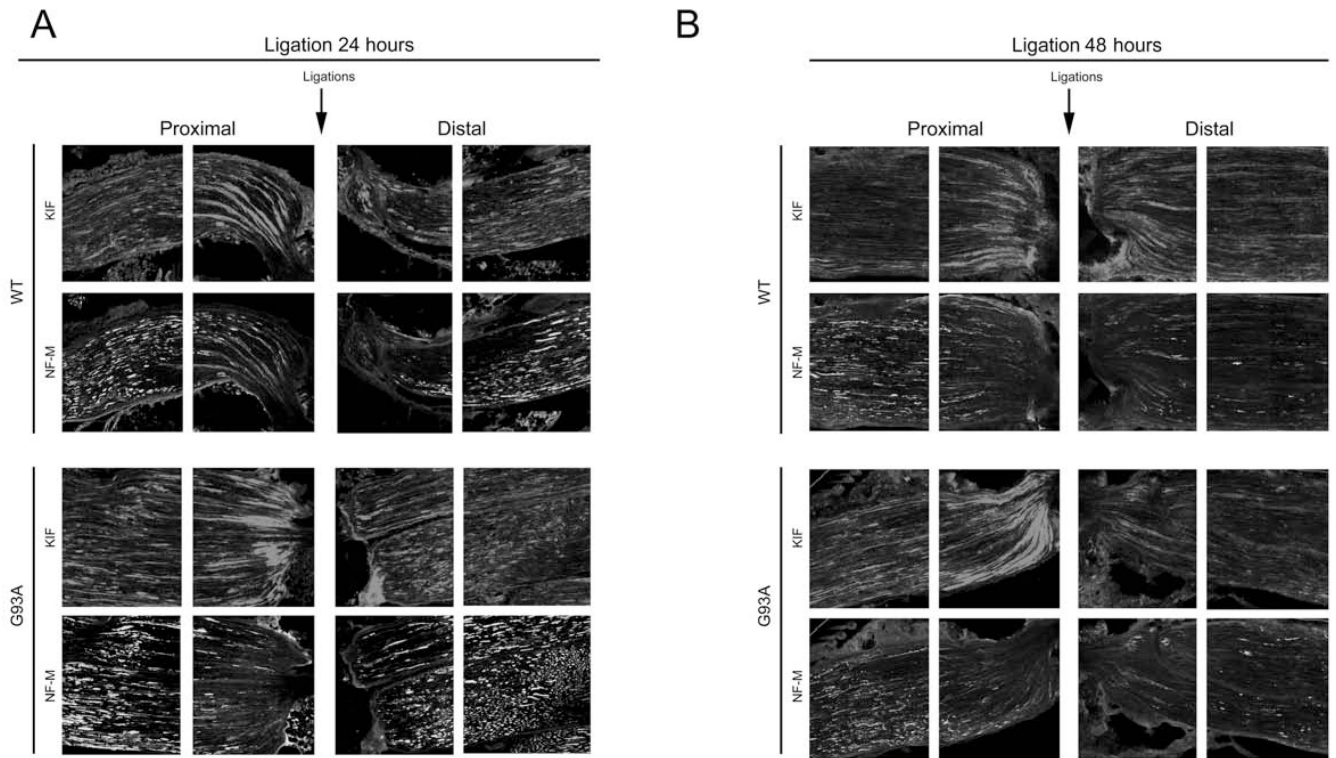 A
Ligation 24 hours
Ligations
Proximal
Distal
WT
KIF
NF-M
G93A
KIF
NF-M
B
Ligation 48 hours
Ligations
Proximal
Distal
WT
KIF
NF-M
G93A
KIF
NF-M